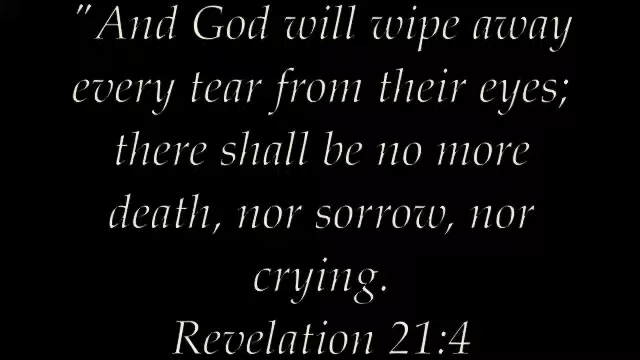 "And God will wipe away
every tear from their eyes;
there shall be no more
death, nor sorrow, nor
crying.
Revelation 21:4